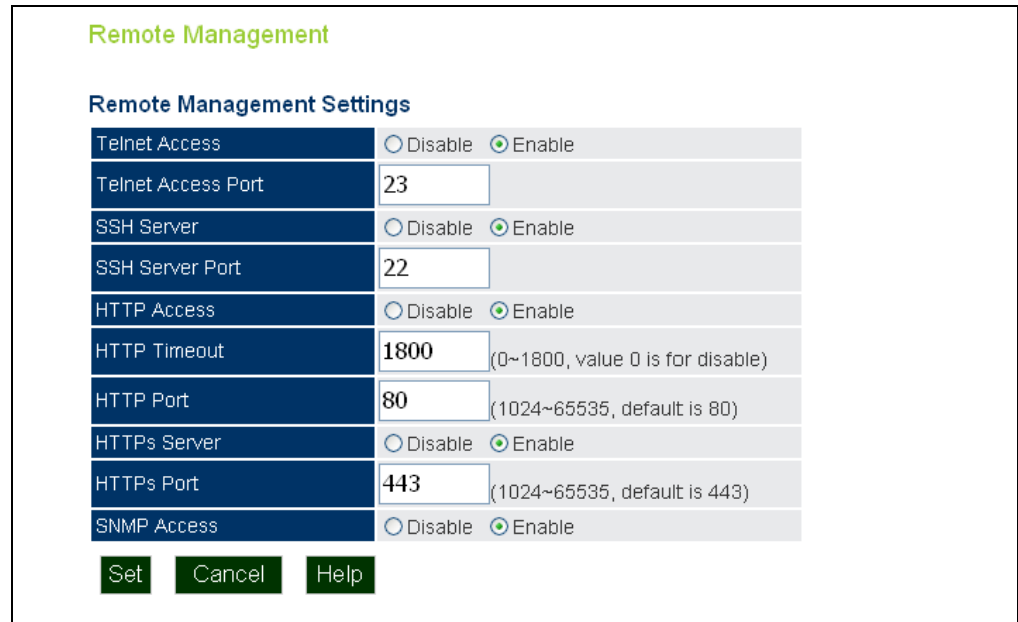 Remote Management
Remote Management Settings
Telnet Access Disable Enable
Telnet Access Port 23
SSH Server Disable Enable
SSH Server Port 22
HTTP Access Disable Enable
HTTP Timeout 1800 (0~1800, value 0 is for disable)
HTTP Port 80 (1024~65535, default is 80)
HTTPs Server Disable Enable
HTTPs Port 443 (1024~65535, default is 443)
SNMP Access Disable Enable
Set Cancel Help